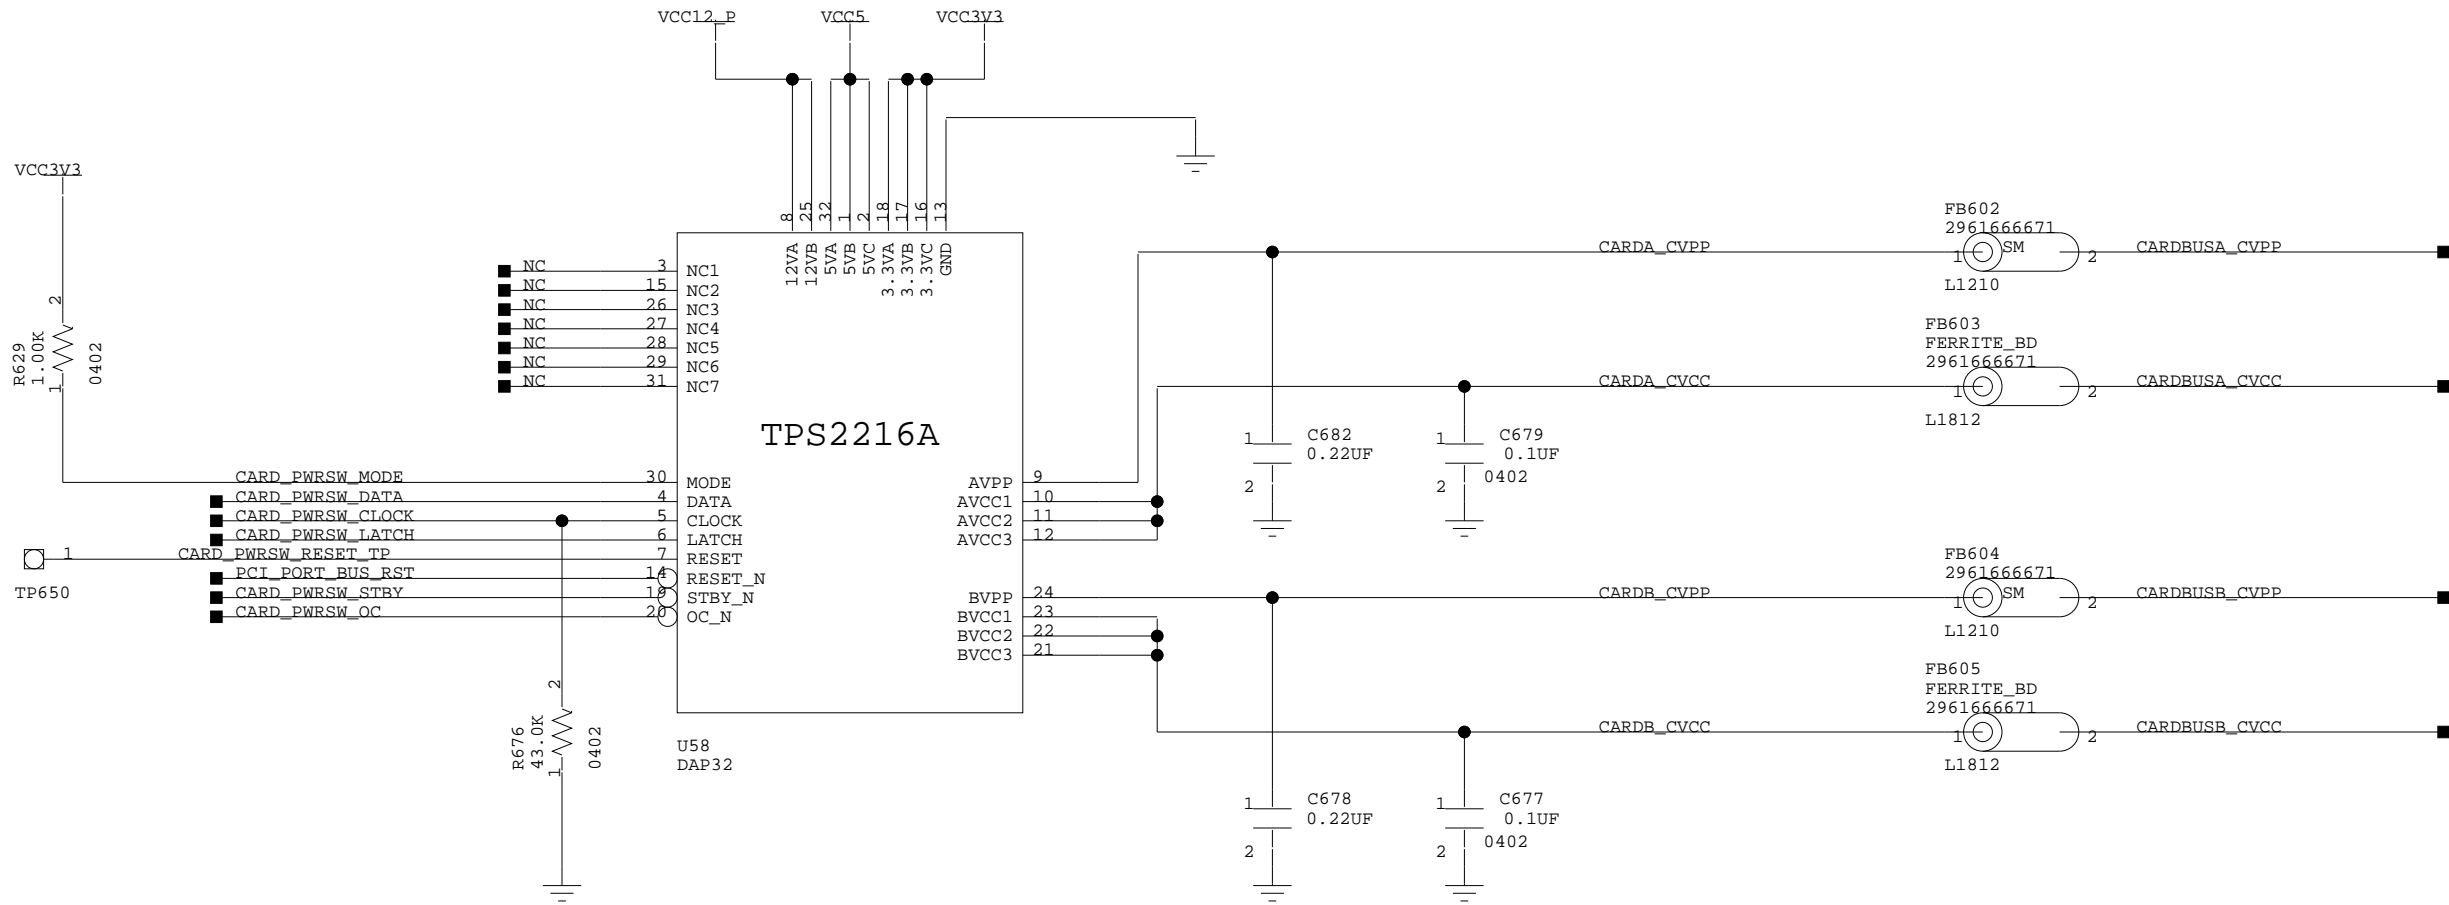 VCC12_P
VCC5
VCC3V3
VCC3V3
8
25
32
1
2
18
17
16
13
12VA
12VB
5VA
5VB
5VC
3.3VA
3.3VB
3.3VC
GND
NC 3 NC1
NC 15 NC2
NC 26 NC3
NC 27 NC4
NC 28 NC5
NC 29 NC6
NC 31 NC7
2
R629
1.00K
0402
1
TPS2216A
CARD_PWRSW_MODE 30 MODE
CARD_PWRSW_DATA 4 DATA
CARD_PWRSW_CLOCK 5 CLOCK
CARD_PWRSW_LATCH 6 LATCH
1 CARD_PWRSW_RESET_TP 7 RESET
TP650
PCI_PORT_BUS_RST 14 RESET_N
CARD_PWRSW_STBY 19 STBY_N
CARD_PWRSW_OC 20 OC_N
AVPP 9
AVCC1 10
AVCC2 11
AVCC3 12
BVPP 24
BVCC1 23
BVCC2 22
BVCC3 21
2
R676
43.0K
0402
1
U58
DAP32
FB602
2961666671
CARDA_CVPP 1 SM 2 CARDBUSA_CVPP
L1210
FB603
FERRITE_BD
2961666671
CARDA_CVCC 1 2 CARDBUSA_CVCC
L1812
1 C682
0.22UF
2
1 C679
0.1UF
0402
2
FB604
2961666671
CARDB_CVPP 1 SM 2 CARDBUSB_CVPP
L1210
FB605
FERRITE_BD
2961666671
CARDB_CVCC 1 2 CARDBUSB_CVCC
L1812
1 C678
0.22UF
2
1 C677
0.1UF
0402
2